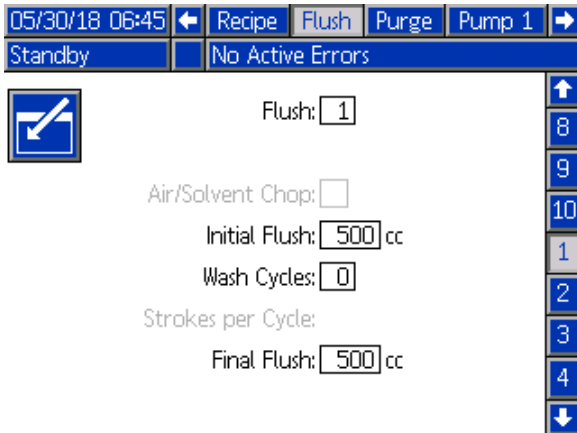 05/30/18 06:45 Recipe Flush Purge Pump 1
Standby No Active Errors
Flush: 1
8
9
Air/Solvent Chop:
10
Initial Flush: 500 cc
1
Wash Cycles: 0
2
Strokes per Cycle:
3
Final Flush: 500 cc
4